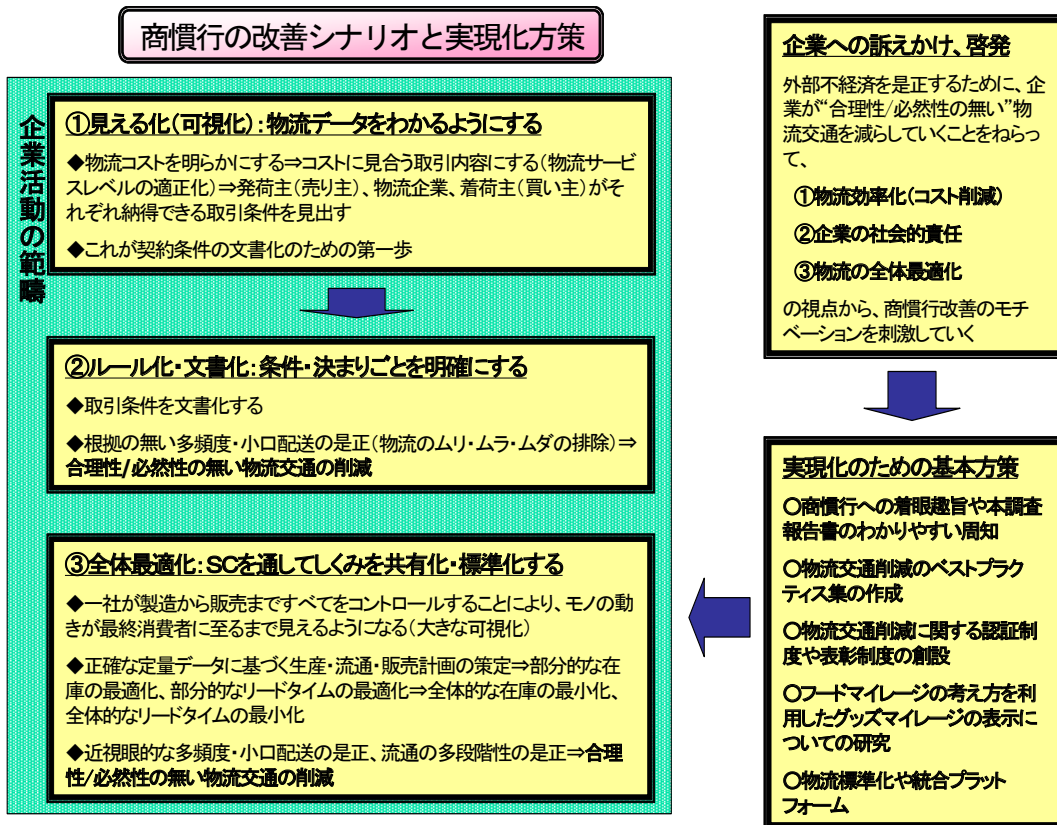 商慣行の改善シナリオと実現化方策
企業活動の範疇
①見える化(可視化):物流データをわかるようにする
◆物流コストを明らかにする⇒コストに見合う取引内容にする(物流サービ
スレベルの適正化)⇒発荷主(売り主)、物流企業、着荷主(買い主)がそ
れぞれ納得できる取引条件を見出す
◆これが契約条件の文書化のための第一歩
②ルール化・文書化:条件・決まりごとを明確にする
◆取引条件を文書化する
◆根拠の無い多頻度・小口配送の是正(物流のムリ・ムラ・ムダの排除)⇒
合理性/必然性の無い物流交通の削減
③全体最適化:SCを通してしくみを共有化・標準化する
◆一社が製造から販売まですべてをコントロールすることにより、モノの動
きが最終消費者に至るまで見えるようになる(大きな可視化)
◆正確な定量データに基づく生産・流通・販売計画の策定⇒部分的な在
庫の最適化、部分的なリードタイムの最適化⇒全体的な在庫の最小化、
全体的なリードタイムの最小化
◆近視眼的な多頻度・小口配送の是正、流通の多段階性の是正⇒合理
性/必然性の無い物流交通の削減
企業への訴えかけ、啓発
外部不経済を是正するために、企
業が“合理性/必然性の無い”物
流交通を減らしていくことをねらっ
て、
①物流効率化(コスト削減)
②企業の社会的責任
③物流の全体最適化
の視点から、商慣行改善のモチ
ベーションを刺激していく
実現化のための基本方策
○商慣行への着眼趣旨や本調査
報告書のわかりやすい周知
○物流交通削減のベストプラク
ティス集の作成
○物流交通削減に関する認証制
度や表彰制度の創設
○フードマイレージの考え方を利
用したグッズマイレージの表示に
ついての研究
○物流標準化や統合プラット
フォーム